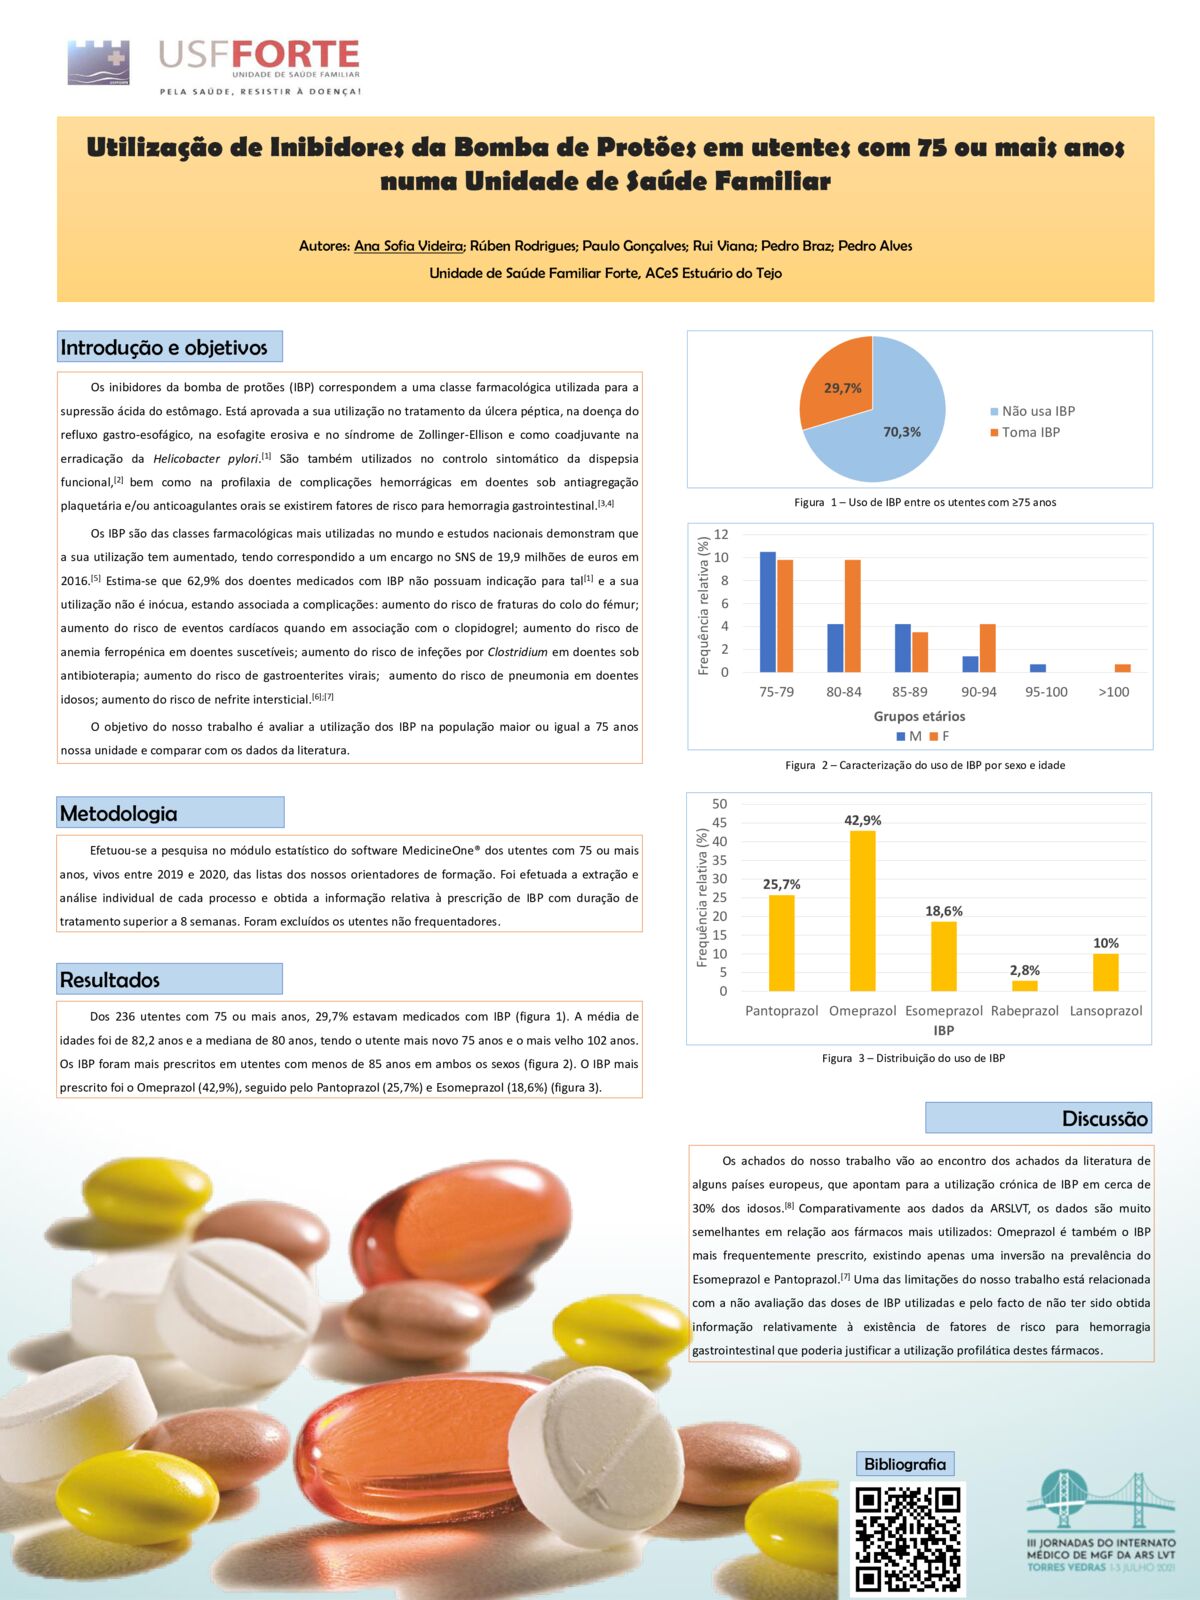 USFFORTE
UNIDADE DE SAÚDE FAMILIAR
PELA SAÚDE, RESISTIR À DOENÇA!
Utilização de Inibidores da Bomba de Protões em utentes com 75 ou mais anos
numa Unidade de Saúde Familiar
Autores: Ana Sofia Videira; Rúben Rodrigues; Paulo Gonçalves; Rui Viana; Pedro Braz; Pedro Alves
Unidade de Saúde Familiar Forte, ACeS Estuário do Tejo
Introdução e objetivos
Os inibidores da bomba de protões (IBP) correspondem a uma classe farmacológica utilizada para a
supressão ácida do estômago. Está aprovada a sua utilização no tratamento da úlcera péptica, na doença do
refluxo gastro-esofágico, na esofagite erosiva e no síndrome de Zollinger-Ellison e como coadjuvante na
erradicação da Helicobacter pylori.[1] São também utilizados no controlo sintomático da dispepsia
funcional,[2] bem como na profilaxia de complicações hemorrágicas em doentes sob antiagregação
plaquetária e/ou anticoagulantes orais se existirem fatores de risco para hemorragia gastrointestinal.[3,4]
Os IBP são das classes farmacológicas mais utilizadas no mundo e estudos nacionais demonstram que
a sua utilização tem aumentado, tendo correspondido a um encargo no SNS de 19,9 milhões de euros em
2016.[5] Estima-se que 62,9% dos doentes medicados com IBP não possuam indicação para tal[1] e a sua
utilização não é inócua, estando associada a complicações: aumento do risco de fraturas do colo do fémur;
aumento do risco de eventos cardíacos quando em associação com o clopidogrel; aumento do risco de
anemia ferropénica em doentes suscetíveis; aumento do risco de infeções por Clostridium em doentes sob
antibioterapia; aumento do risco de gastroenterites virais; aumento do risco de pneumonia em doentes
idosos; aumento do risco de nefrite intersticial.[6];[7]
O objetivo do nosso trabalho é avaliar a utilização dos IBP na população maior ou igual a 75 anos
nossa unidade e comparar com os dados da literatura.
Metodologia
Efetuou-se a pesquisa no módulo estatístico do software MedicineOne® dos utentes com 75 ou mais
anos, vivos entre 2019 e 2020, das listas dos nossos orientadores de formação. Foi efetuada a extração e
análise individual de cada processo e obtida a informação relativa à prescrição de IBP com duração de
tratamento superior a 8 semanas. Foram excluídos os utentes não frequentadores.
Resultados
Dos 236 utentes com 75 ou mais anos, 29,7% estavam medicados com IBP (figura 1). A média de
idades foi de 82,2 anos e a mediana de 80 anos, tendo o utente mais novo 75 anos e o mais velho 102 anos.
Os IBP foram mais prescritos em utentes com menos de 85 anos em ambos os sexos (figura 2). O IBP mais
prescrito foi o Omeprazol (42,9%), seguido pelo Pantoprazol (25,7%) e Esomeprazol (18,6%) (figura 3).
29,7%
70,3%
Não usa IBP
Toma IBP
Figura 1 – Uso de IBP entre os utentes com ≥75 anos
Frequência relativa (%)
12
10
8
6
4
2
0
75-79 80-84 85-89 90-94 95-100 >100
Grupos etários
M F
Figura 2 – Caracterização do uso de IBP por sexo e idade
Frequência relativa (%)
50
45
40
35
30
25
20
15
10
5
0
25,7% 42,9% 18,6% 2,8% 10%
Pantoprazol Omeprazol Esomeprazol Rabeprazol Lansoprazol
IBP
Figura 3 – Distribuição do uso de IBP
Discussão
Os achados do nosso trabalho vão ao encontro dos achados da literatura de
alguns países europeus, que apontam para a utilização crónica de IBP em cerca de
30% dos idosos.[8] Comparativamente aos dados da ARSLVT, os dados são muito
semelhantes em relação aos fármacos mais utilizados: Omeprazol é também o IBP
mais frequentemente prescrito, existindo apenas uma inversão na prevalência do
Esomeprazol e Pantoprazol.[7] Uma das limitações do nosso trabalho está relacionada
com a não avaliação das doses de IBP utilizadas e pelo facto de não ter sido obtida
informação relativamente à existência de fatores de risco para hemorragia
gastrointestinal que poderia justificar a utilização profilática destes fármacos.
Bibliografia
III JORNADAS DO INTERNATO
MÉDICO DE MGF DA ARS LVT
TORRES VEDRAS 1-3 JULHO 2021